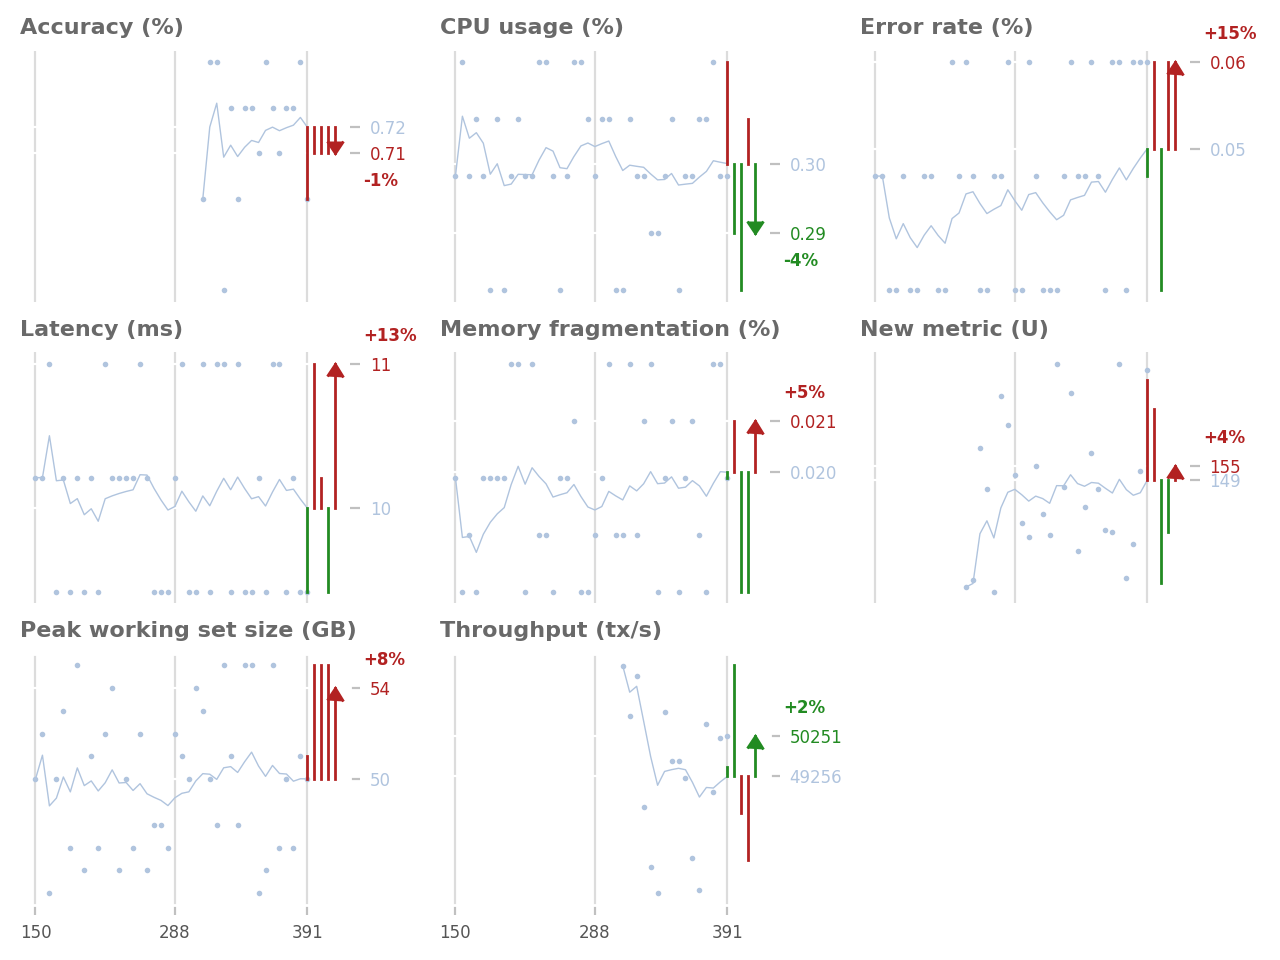 Accuracy (%)
0.72
0.71
-1%
CPU usage (%)
0.30
0.29
-4%
Error rate (%)
+15%
0.06
0.05
Latency (ms)
+13%
11
10
Memory fragmentation (%)
+5%
0.021
0.020
New metric (U)
+4%
155
149
Peak working set size (GB)
+8%
54
50
150 288 391
Throughput (tx/s)
+2%
50251
49256
150 288 391